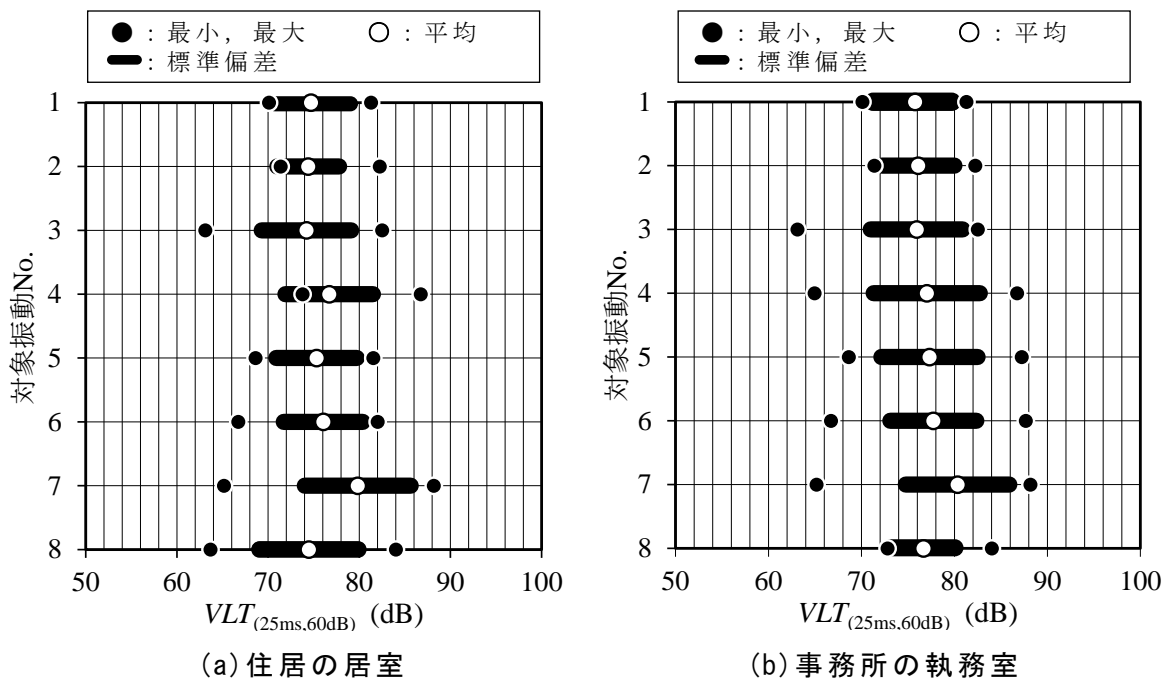 ● : 最小, 最大 ○ : 平均
: 標準偏差
対象振動No.
1
2
3
4
5
6
7
8
50 60 70 80 90 100
VLT(25ms,60dB) (dB)
(a)住居の居室
● : 最小, 最大 ○ : 平均
: 標準偏差
対象振動No.
1
2
3
4
5
6
7
8
50 60 70 80 90 100
VLT(25ms,60dB) (dB)
(b)事務所の執務室